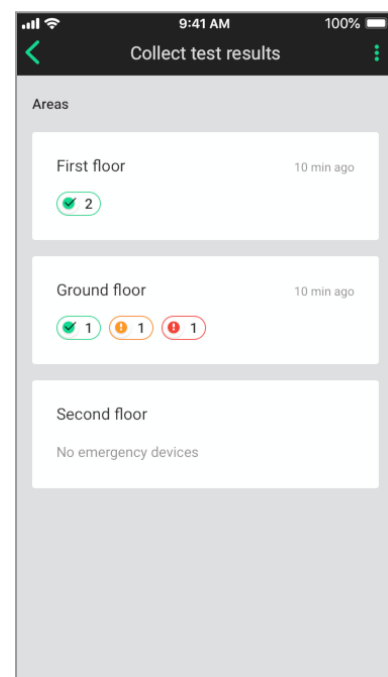 9:41 AM 100%
Collect test results
Areas
First floor 10 min ago
2
Ground floor 10 min ago
1 1 1
Second floor
No emergency devices